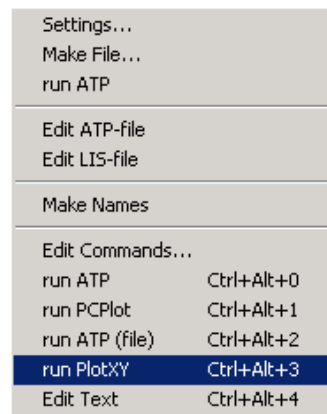 Settings...
Make File...
run ATP
Edit ATP-file
Edit LIS-file
Make Names
Edit Commands...
run ATP Ctrl+Alt+0
run PCPlot Ctrl+Alt+1
run ATP (file) Ctrl+Alt+2
run PlotXY Ctrl+Alt+3
Edit Text Ctrl+Alt+4